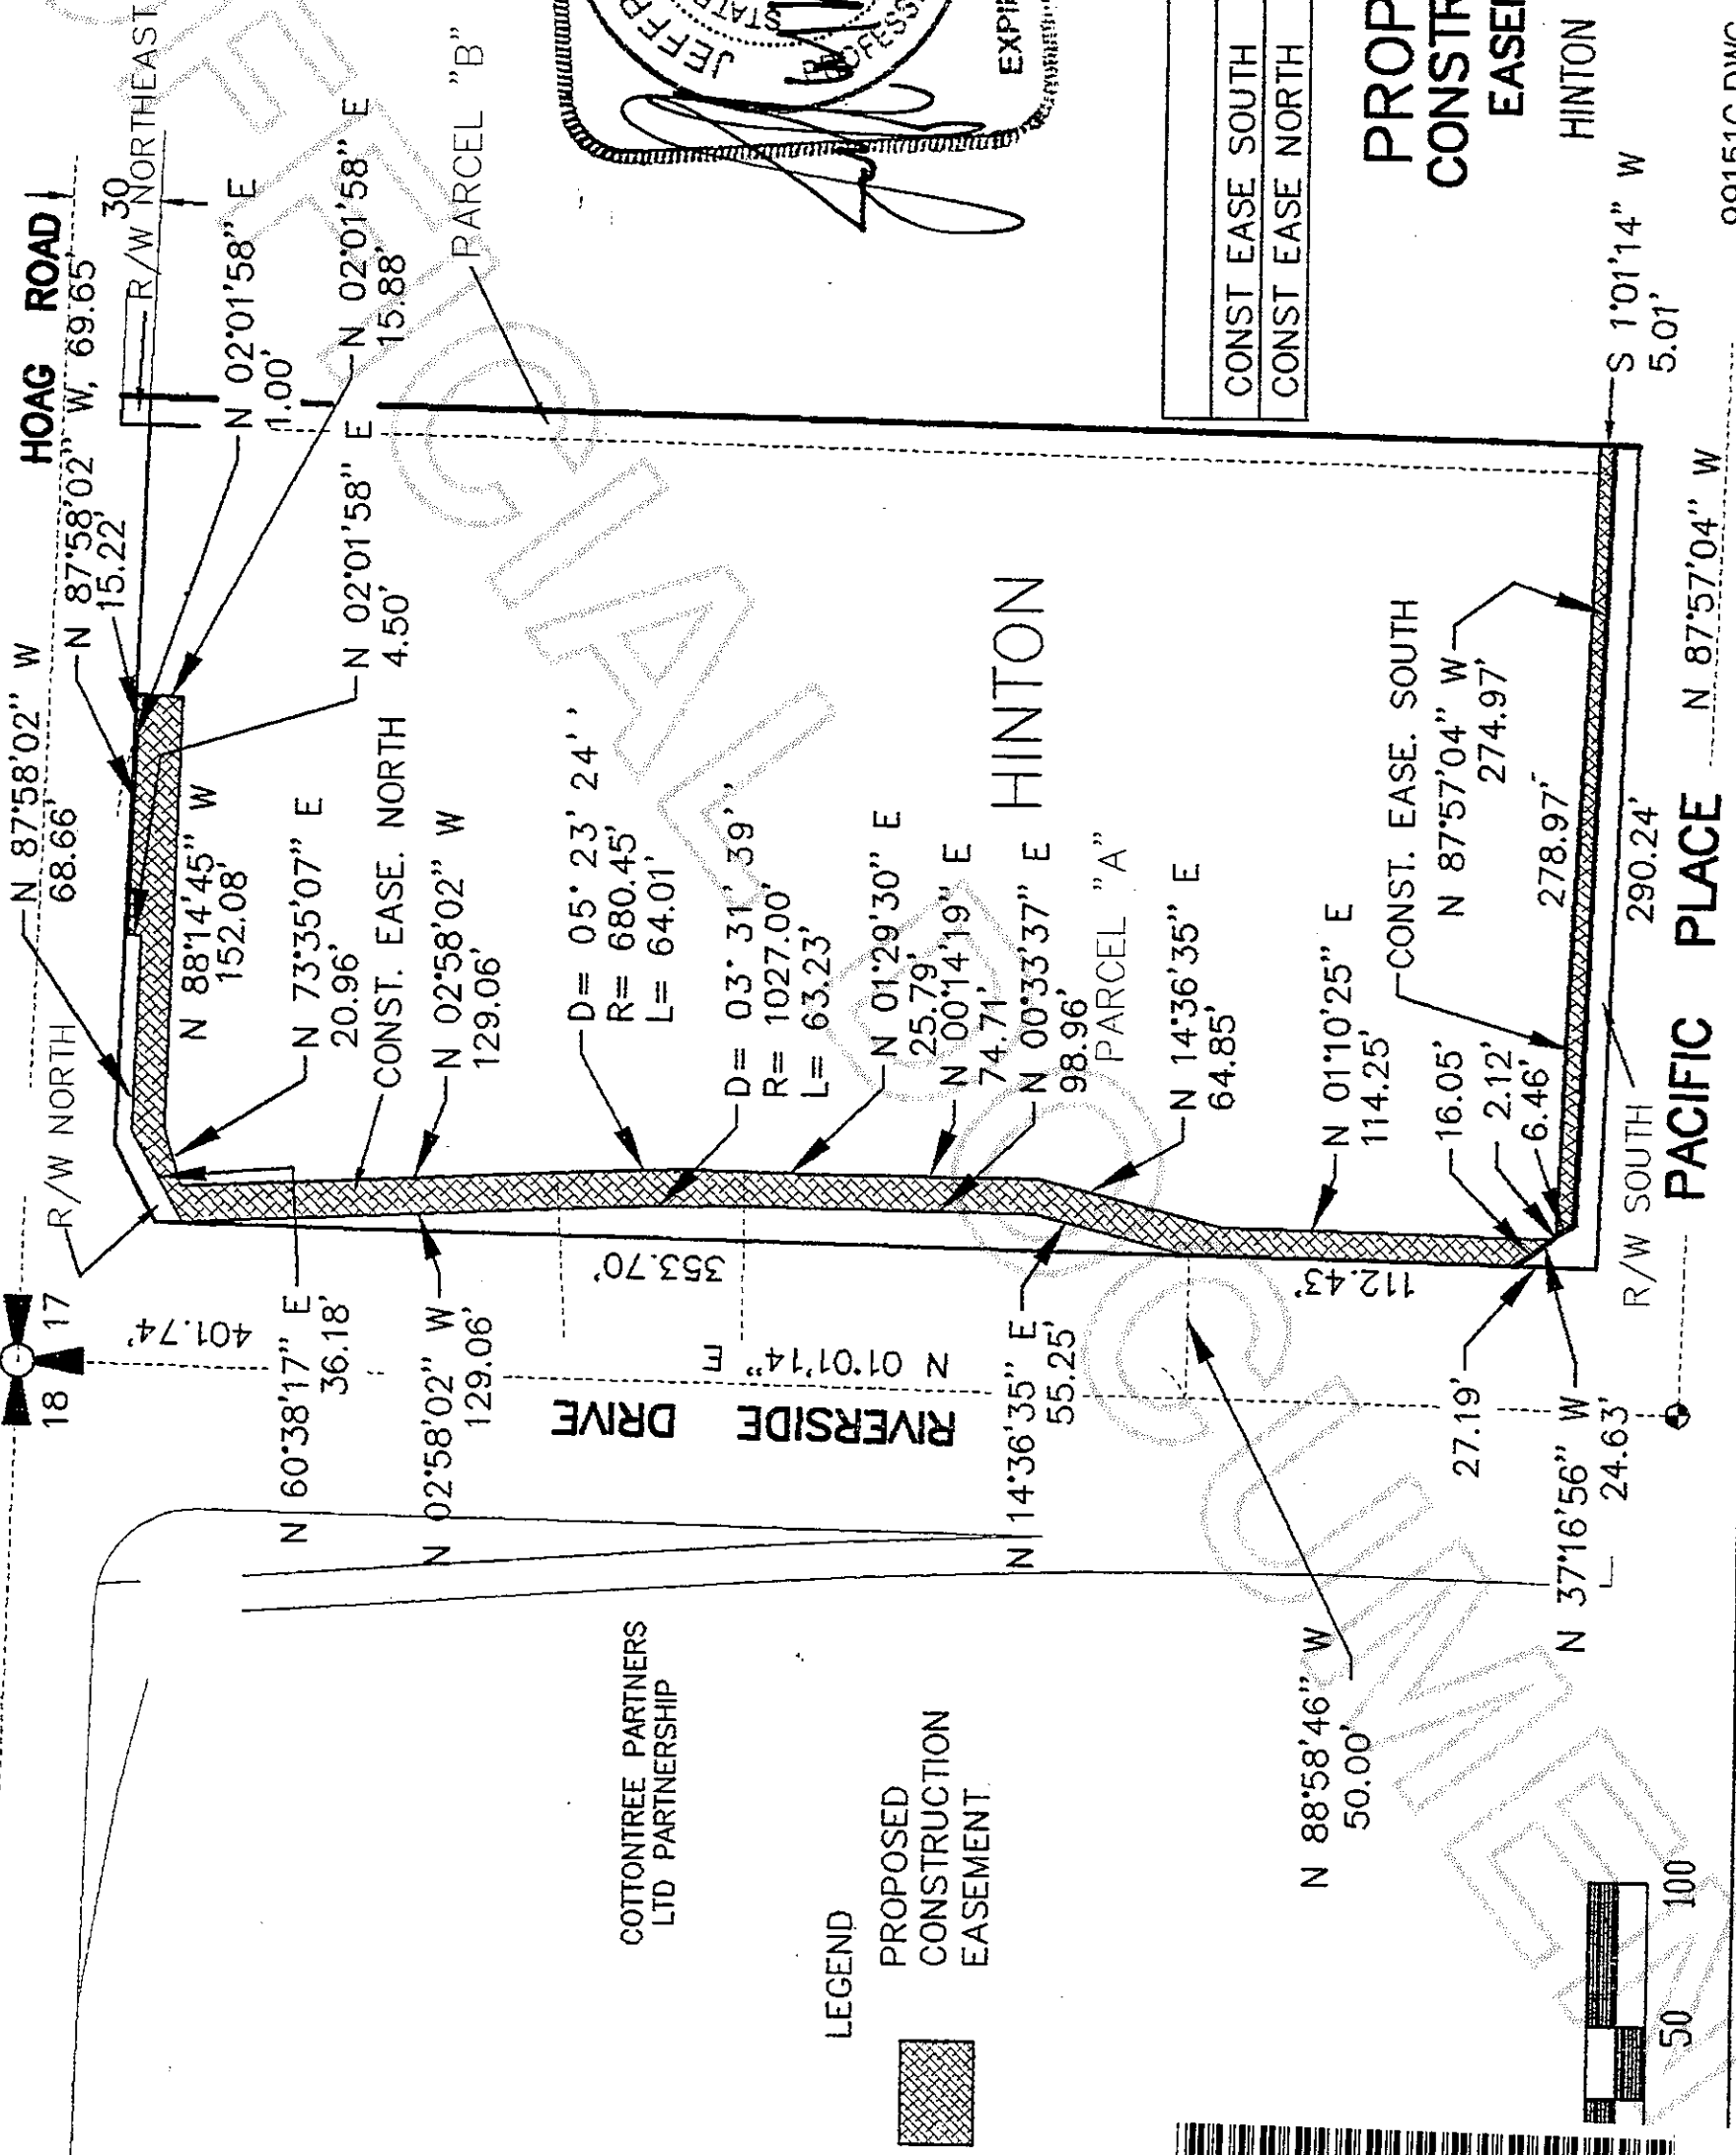 HOAG ROAD
N 87°58'02" W
68.66'
N 87°58'02" W, 69.65'
15.22'
30
R/W NORTHEAST
R/W NORTH
18 17
401.74'
N 02°01'58" E
1.00'
N 02°01'58" E
15.88'
PARCEL "B"
N 02°01'58" E
4.50'
N 88°14'45" W
152.08'
N 73°35'07" E
20.96'
CONST. EASE. NORTH
N 02°58'02" W
129.06'
N 60°38'17" E
36.18'
N 02°58'02" W
129.06'
D= 05° 23' 24''
R= 680.45'
L= 64.01'
353.70'
D= 03° 31' 39''
R= 1027.00'
L= 63.23'
RIVERSIDE DRIVE
N 01°01'14" E
N 01°29'30" E
25.79'
N 00°14'19" E
74.71'
N 00°33'37" E
98.96'
HINTON
PARCEL "A"
N 14°36'35" E
64.85'
N 14°36'35" E
55.25'
N 01°10'25" E
114.25'
112.43'
CONST. EASE. SOUTH
N 87°57'04" W
274.97'
16.05'
2.12'
6.46'
278.97'
290.24'
27.19'
N 37°16'56" W
24.63'
N 88°58'46" W
50.00'
R/W SOUTH
PACIFIC PLACE
N 87°57'04" W
S 1°01'14" W
5.01'
COTTONTREE PARTNERS
LTD PARTNERSHIP
LEGEND
PROPOSED
CONSTRUCTION
EASEMENT
50 100
JEFFR
STATE
PROFESS
EXPIR
CONST EASE SOUTH
CONST EASE NORTH
PROP
CONSTR
EASE
HINTON
99151C.DWG